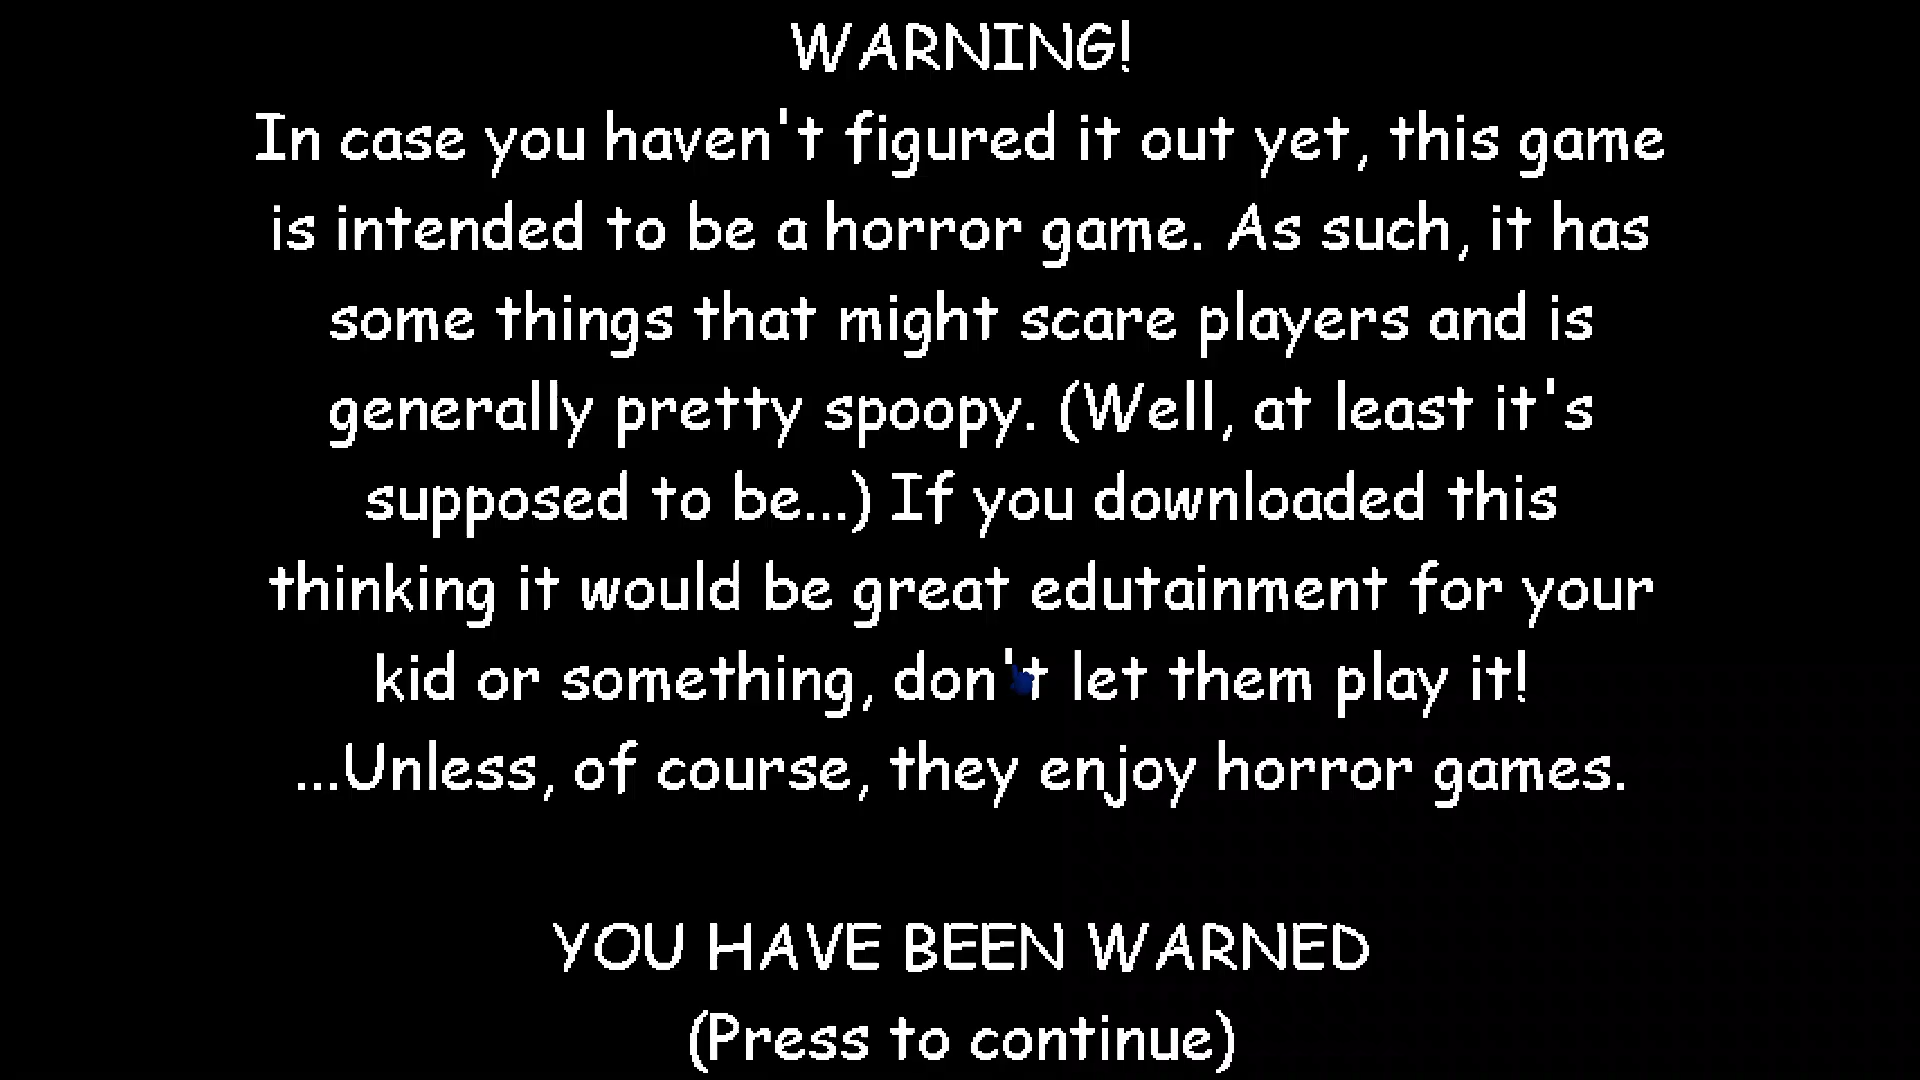 WARNING!
In case you haven't figured it out yet, this game
is intended to be a horror game. As such, it has
some things that might scare players and is
generally pretty spoopy. (Well, at least it's
supposed to be...) If you downloaded this
thinking it would be great edutainment for your
kid or something, don't let them play it!
...Unless, of course, they enjoy horror games.
YOU HAVE BEEN WARNED
(Press to continue)